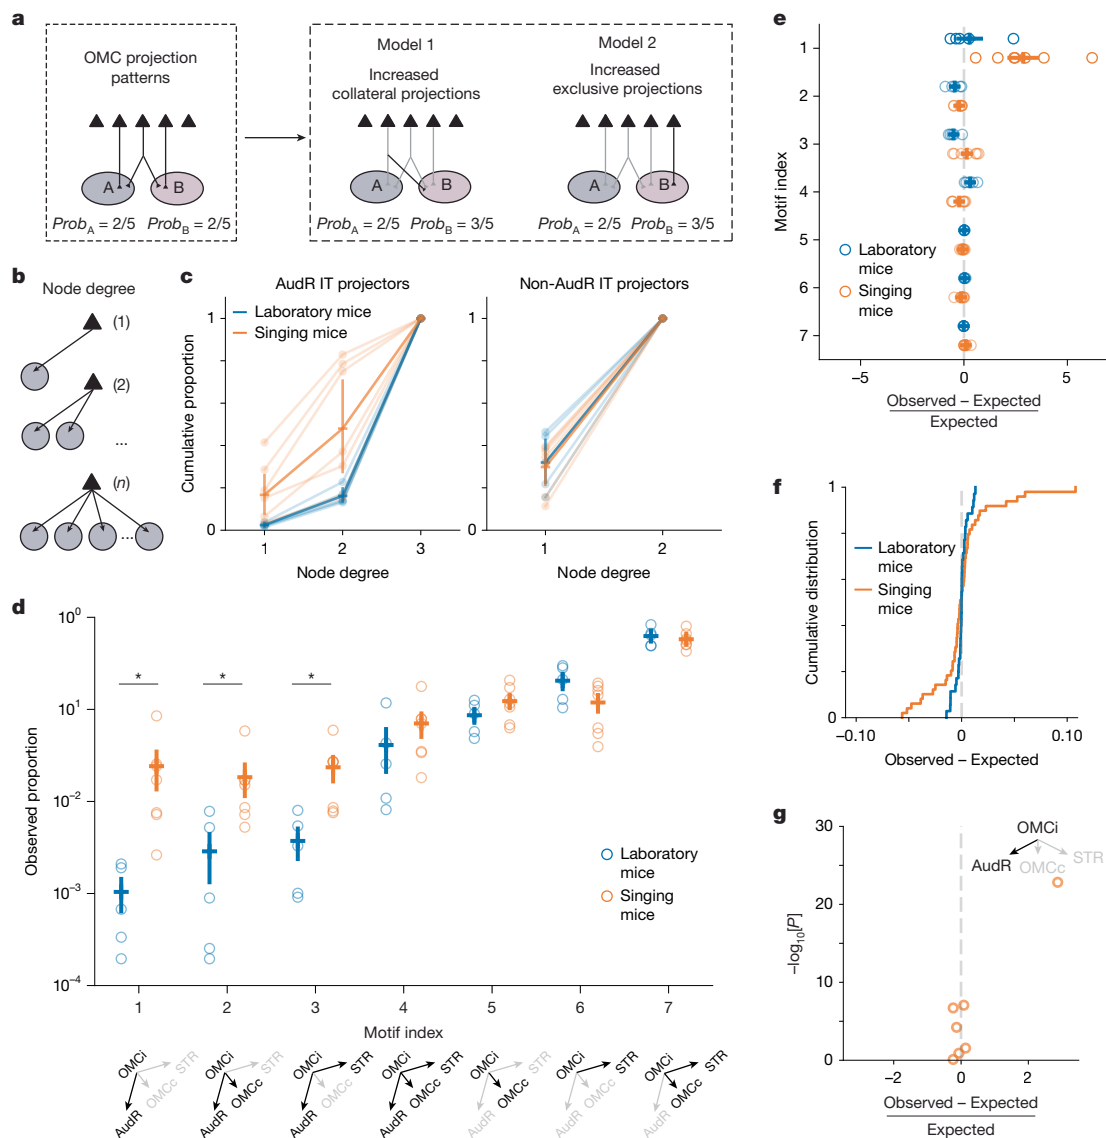 a
OMC projection
patterns
A
B
Prob_A = 2/5
Prob_B = 2/5
Model 1
Increased
collateral projections
A
B
Prob_A = 2/5
Prob_B = 3/5
Model 2
Increased
exclusive projections
A
B
Prob_A = 2/5
Prob_B = 3/5
b
Node degree
(1)
(2)
...
(n)
...
c
AudR IT projectors
Laboratory mice
Singing mice
Cumulative proportion
1
0
1 2 3
Node degree
Non-AudR IT projectors
1
0
1 2
Node degree
d
Observed proportion
10^0
10^1
10^-2
10^-3
10^-4
* * *
Laboratory
mice
Singing
mice
1 2 3 4 5 6 7
Motif index
OMCi STR OMCc AudR
OMCi STR OMCc AudR
OMCi STR OMCc AudR
OMCi STR OMCc AudR
OMCi STR OMCc AudR
OMCi STR OMCc AudR
OMCi STR OMCc AudR
e
Motif index
1
2
3
4
5
6
7
Laboratory
mice
Singing
mice
-5 0 5
Observed – Expected
Expected
f
Cumulative distribution
1
0
Laboratory
mice
Singing
mice
-0.10 0 0.10
Observed – Expected
g
-log10[P]
30
20
10
0
OMCi
AudR
OMCc
STR
-2 0 2
Observed – Expected
Expected